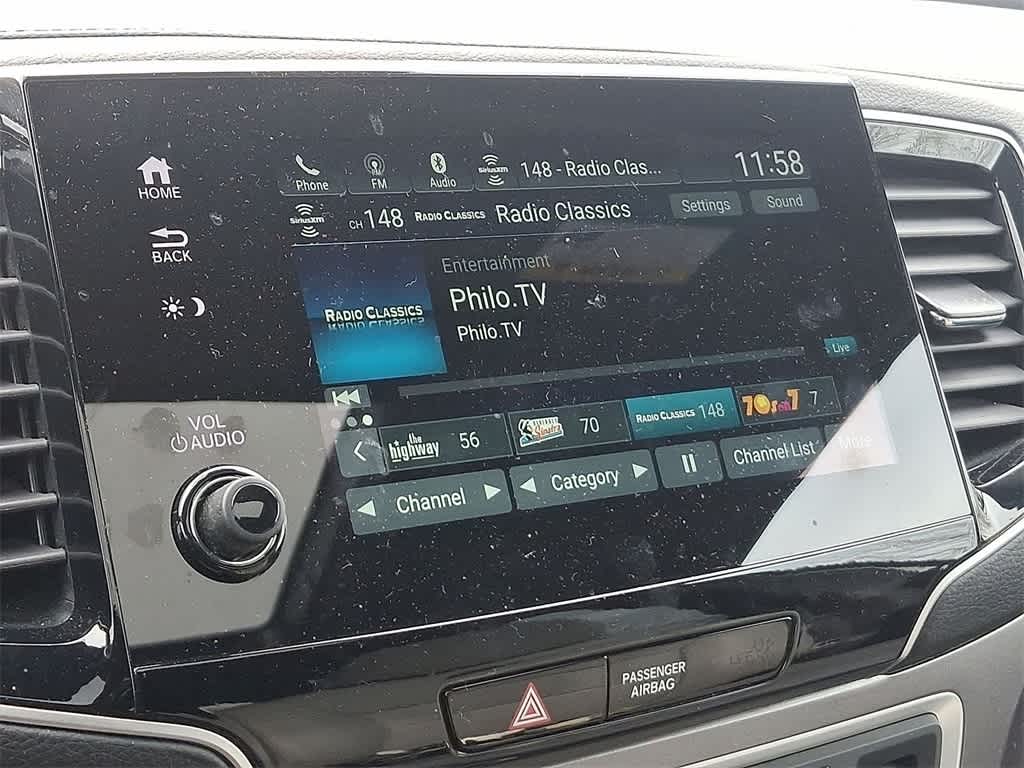 HOME
BACK
VOL
AUDIO
Phone
FM
Audio
SiriusXM
148 - Radio Clas...
11:58
SiriusXM
CH 148
RADIO CLASSICS
Radio Classics
Settings
Sound
RADIO CLASSICS
Entertainment
Philo.TV
Philo.TV
Live
the highway 56
Sinatra 70
RADIO CLASSICS 148
70s on 7 7
Channel
Category
Channel List
More
PASSENGER
AIRBAG